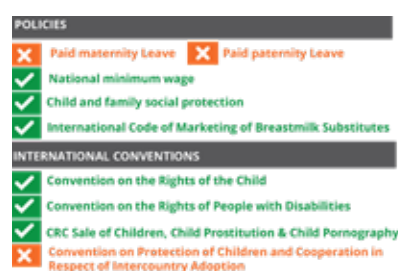 POLICIES
Paid maternity Leave Paid paternity Leave
National minimum wage
Child and family social protection
International Code of Marketing of Breastmilk Substitutes
INTERNATIONAL CONVENTIONS
Convention on the Rights of the Child
Convention on the Rights of People with Disabilities
CRC Sale of Children, Child Prostitution & Child Pornography
Convention on Protection of Children and Cooperation in
Respect of Intercountry Adoption